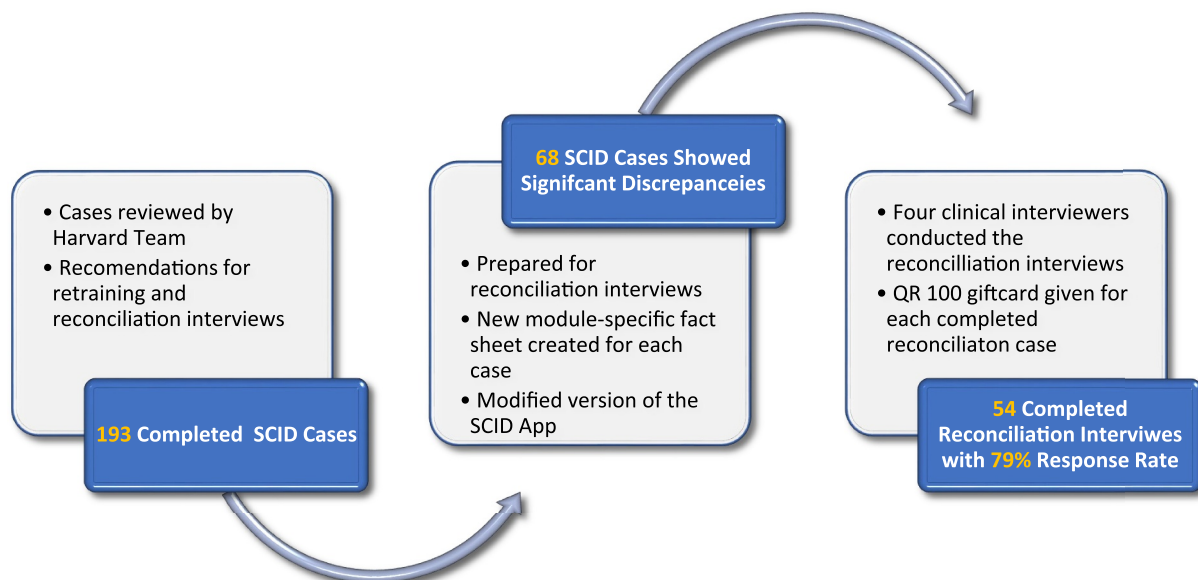 • Cases reviewed by
Harvard Team
• Recomendations for
retraining and
reconciliation interviews
193 Completed SCID Cases
68 SCID Cases Showed
Signifcant Discrepanceies
• Prepared for
reconciliation interviews
• New module-specific fact
sheet created for each
case
• Modified version of the
SCID App
• Four clinical interviewers
conducted the
reconcilliation interviews
• QR 100 giftcard given for
each completed
reconciliaton case
54 Completed
Reconciliation Interviwes
with 79% Response Rate